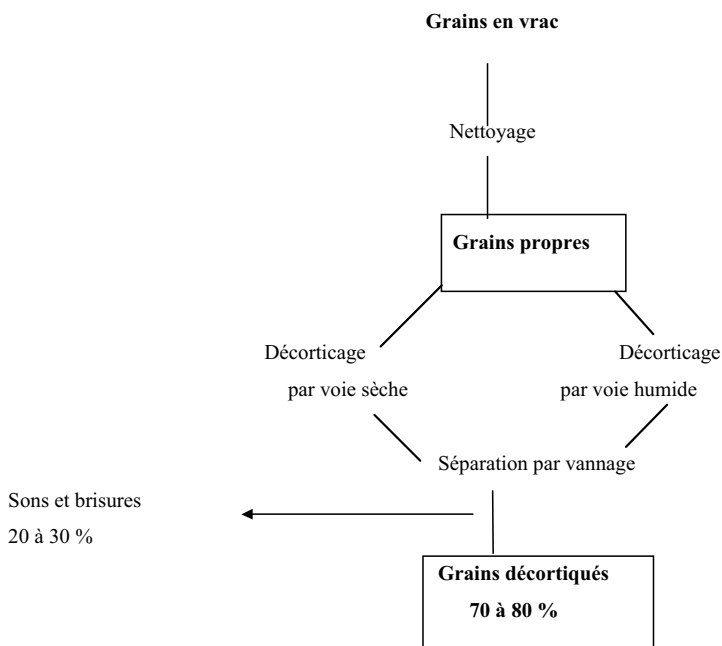 Grains en vrac
Nettoyage
Grains propres
Décorticage
par voie sèche
Décorticage
par voie humide
Séparation par vannage
Sons et brisures
20 à 30 %
Grains décortiqués
70 à 80 %